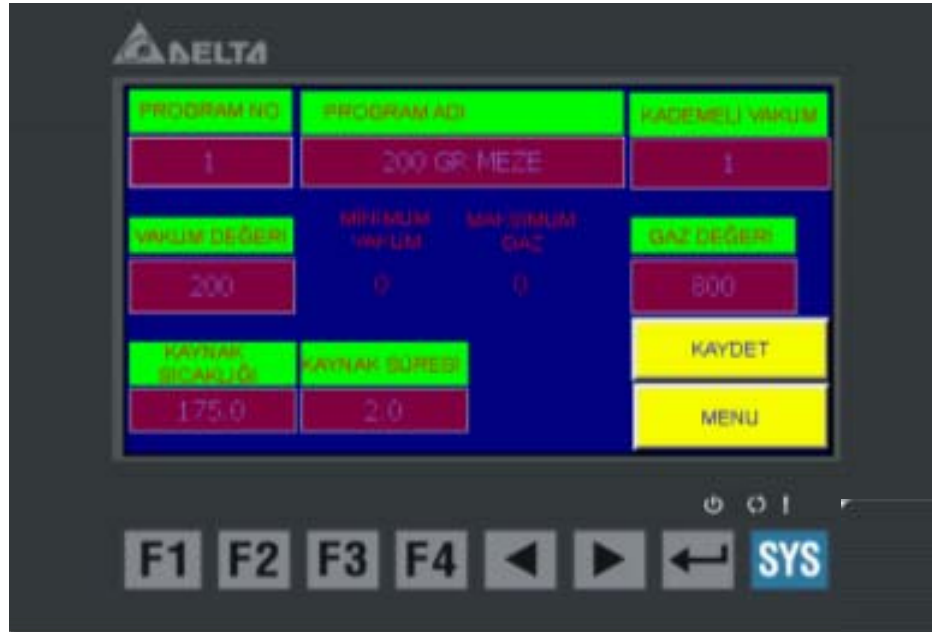 DELTA
PROGRAM NO PROGRAM ADI KADEMELİ VAKUM
1 200 GR MEZE 1
VAKUM DEĞERİ MİNİMUM VAKUM MAKSİMUM GAZ GAZ DEĞERİ
200 0 0 800
KAYNAK SICAKLIĞI KAYNAK SÜRESİ KAYDET
175.0 2.0 MENU
F1 F2 F3 F4 SYS